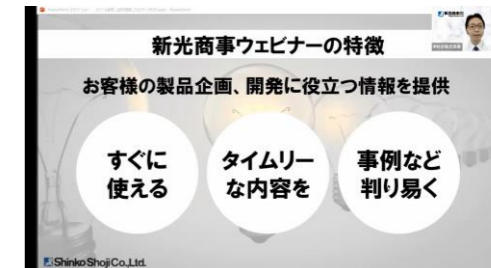 新光商事ウェビナーの特徴
お客様の製品企画、開発に役立つ情報を提供
すぐに
使える
タイムリー
な内容を
事例など
判り易く
Shinko Shoji Co.,Ltd.